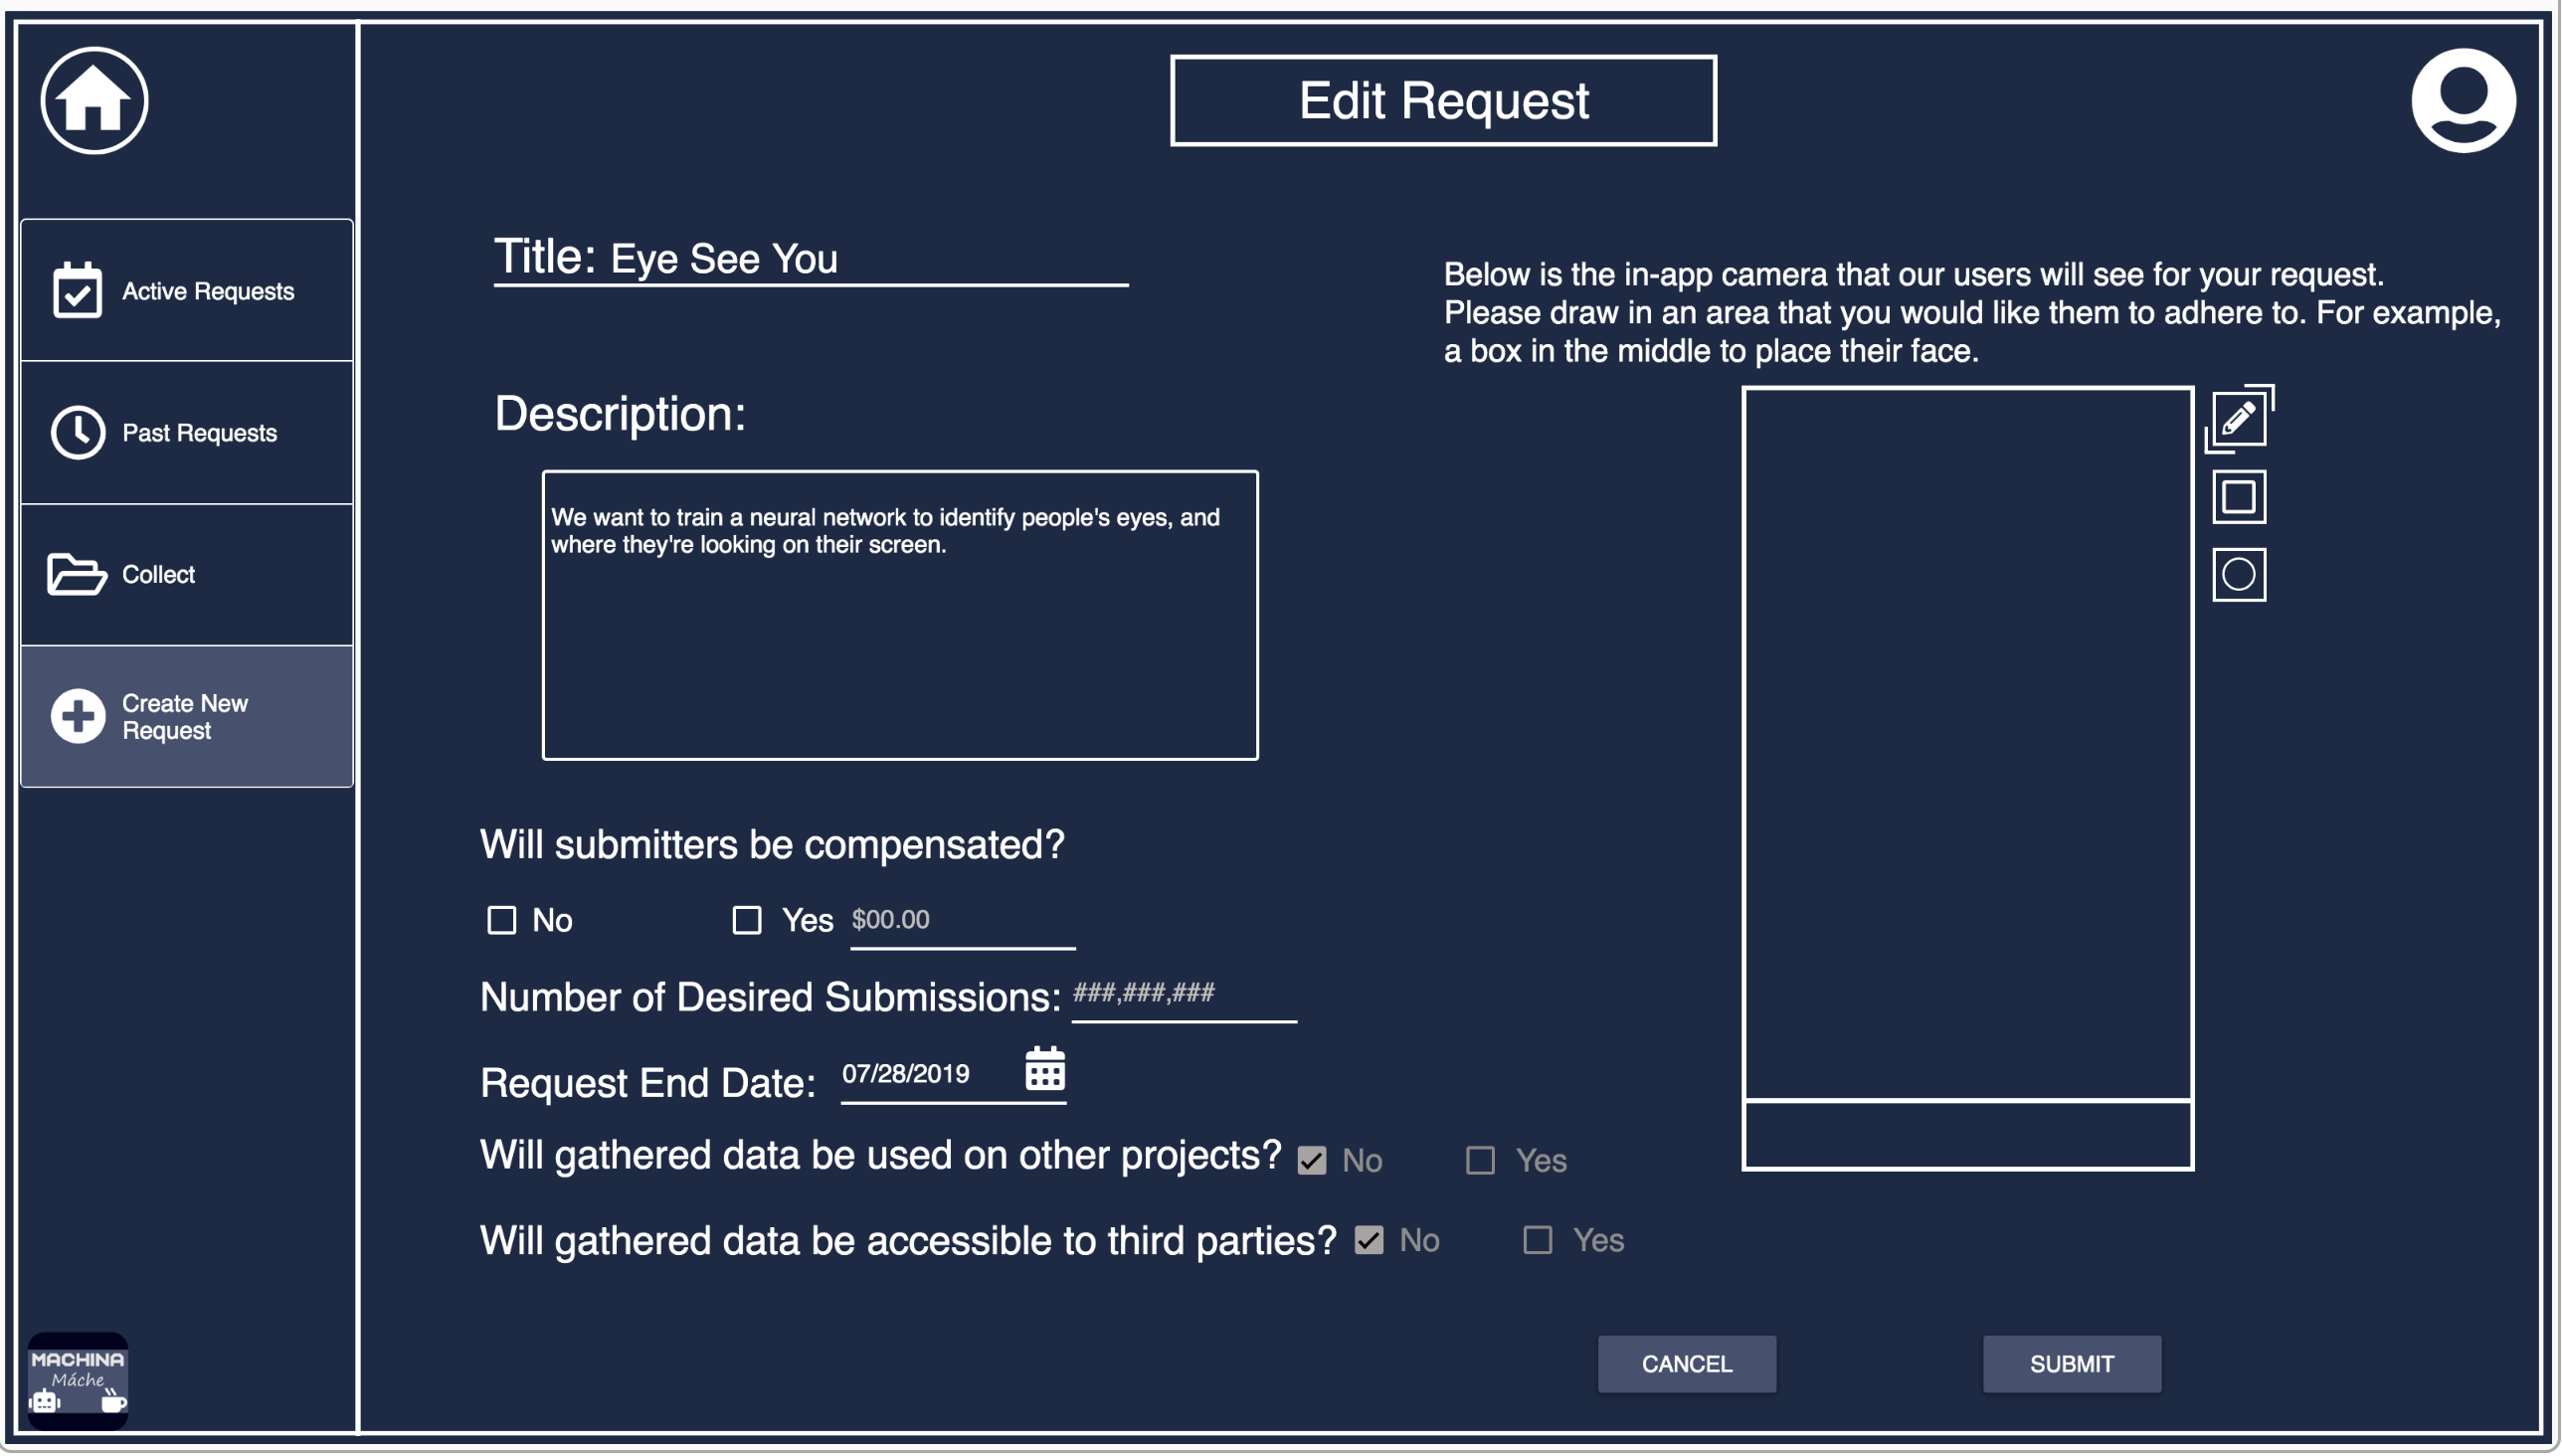 Edit Request
Active Requests
Past Requests
Collect
Create New
Request
Title: Eye See You
Description:
We want to train a neural network to identify people's eyes, and
where they're looking on their screen.
Below is the in-app camera that our users will see for your request.
Please draw in an area that you would like them to adhere to. For example,
a box in the middle to place their face.
Will submitters be compensated?
No Yes $00.00
Number of Desired Submissions: ###,###,###
Request End Date: 07/28/2019
Will gathered data be used on other projects? No Yes
Will gathered data be accessible to third parties? No Yes
CANCEL SUBMIT
MACHINA
Máche